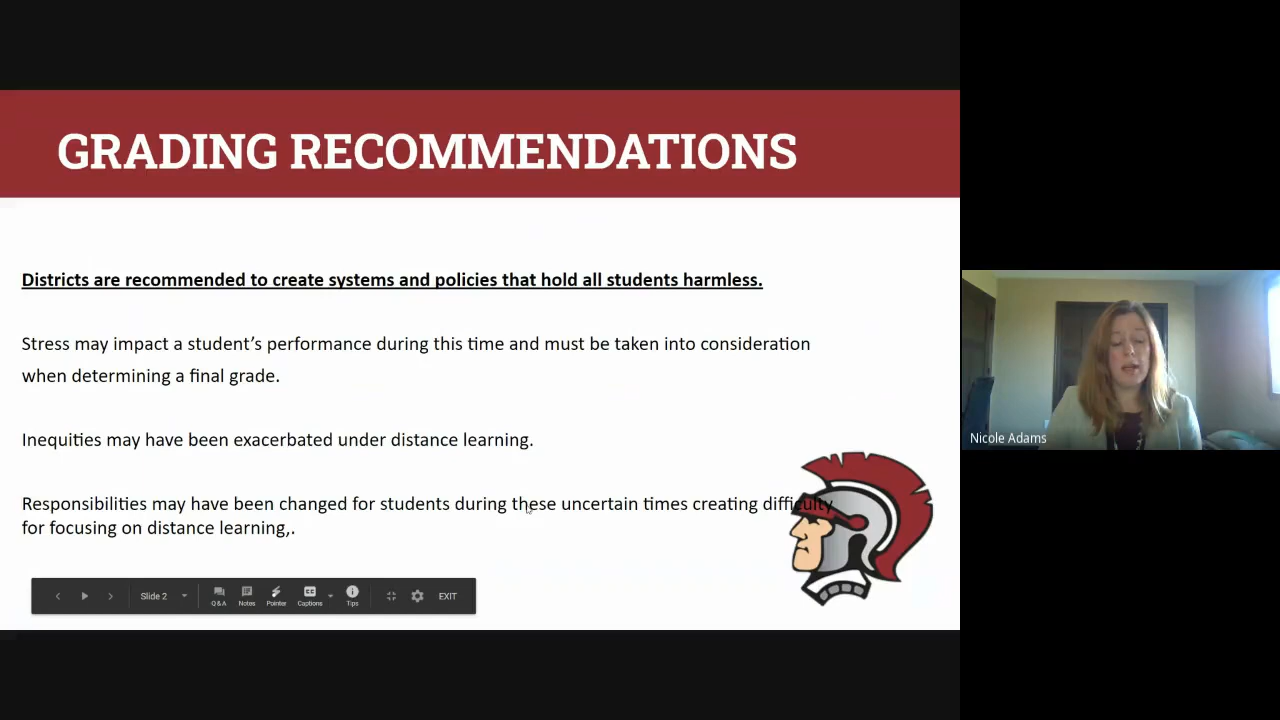 GRADING RECOMMENDATIONS
Districts are recommended to create systems and policies that hold all students harmless.
Stress may impact a student’s performance during this time and must be taken into consideration
when determining a final grade.
Inequities may have been exacerbated under distance learning.
Responsibilities may have been changed for students during these uncertain times creating difficulty
for focusing on distance learning,.
Slide 2
Q&A
Notes
Pointer
Captions
Tips
EXIT
Nicole Adams